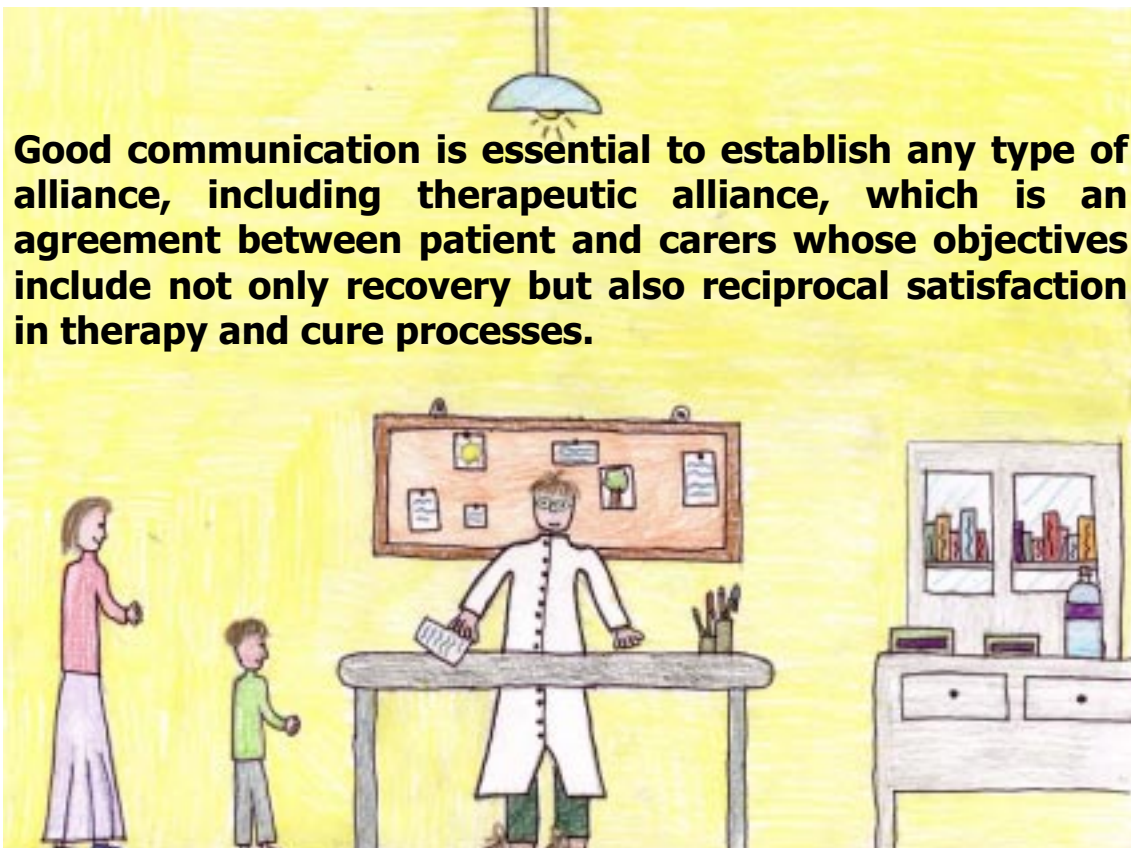 Good communication is essential to establish any type of
alliance, including therapeutic alliance, which is an
agreement between patient and carers whose objectives
include not only recovery but also reciprocal satisfaction
in therapy and cure processes.